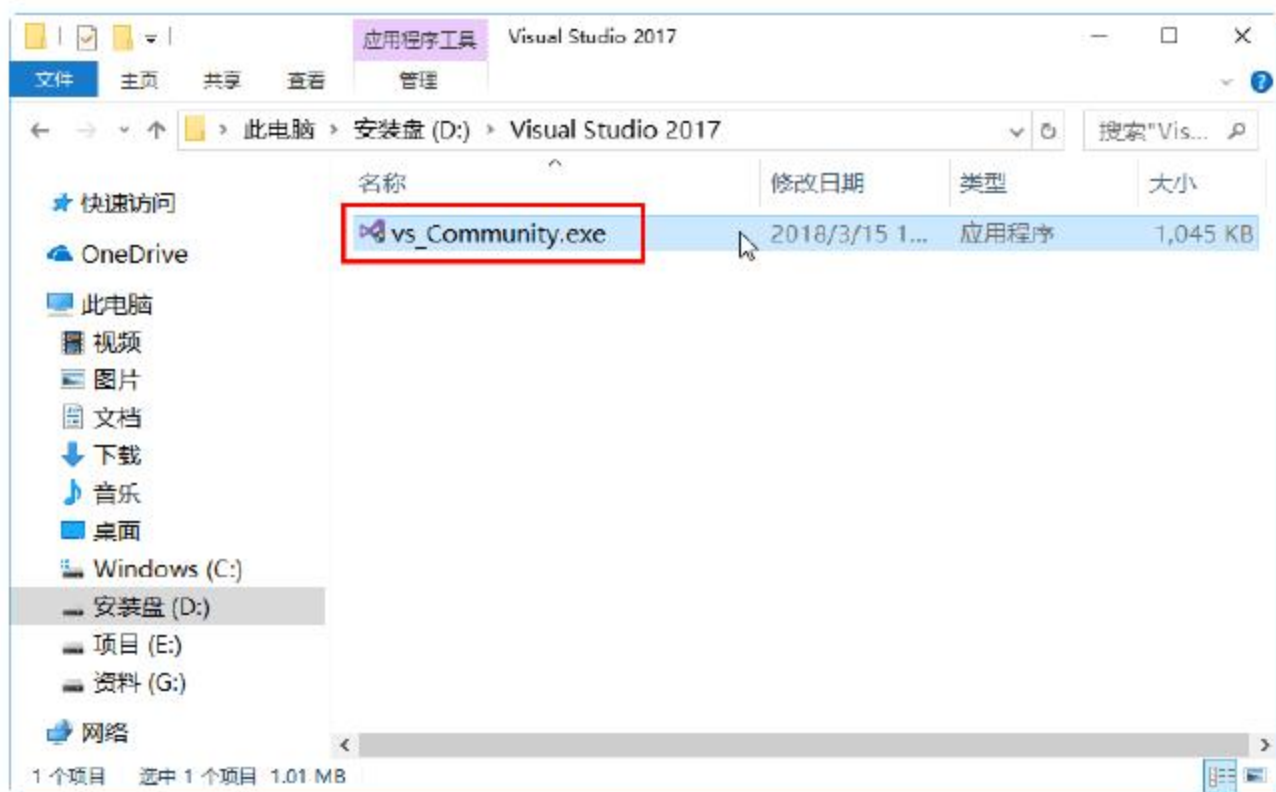 应用程序工具 Visual Studio 2017
文件 主页 共享 查看 管理
此电脑 › 安装盘 (D:) › Visual Studio 2017 搜索"Vis...
名称 修改日期 类型 大小
vs_Community.exe 2018/3/15 1... 应用程序 1,045 KB
快速访问
OneDrive
此电脑
视频
图片
文档
下载
音乐
桌面
Windows (C:)
安装盘 (D:)
项目 (E:)
资料 (G:)
网络
1 个项目 选中 1 个项目 1.01 MB